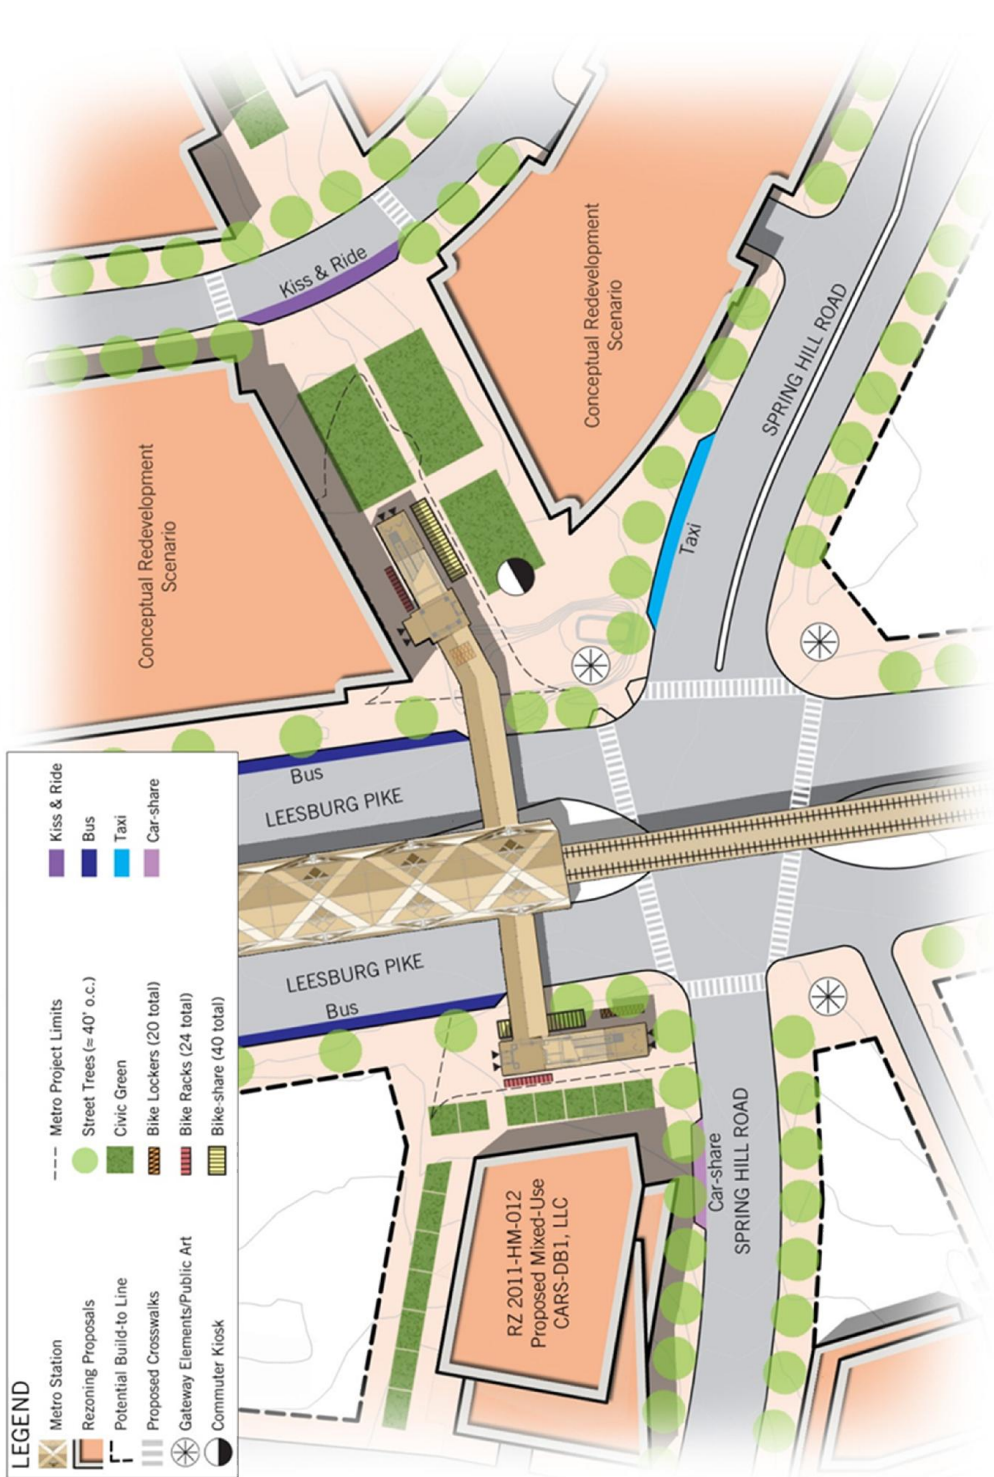 LEGEND
Metro Station
Rezoning Proposals
Potential Build-to Line
Proposed Crosswalks
Gateway Elements/Public Art
Commuter Kiosk
Metro Project Limits
Street Trees (≈ 40' o.c.)
Civic Green
Bike Lockers (20 total)
Bike Racks (24 total)
Bike-share (40 total)
Kiss & Ride
Bus
Taxi
Car-share
Conceptual Redevelopment
Scenario
Kiss & Ride
Conceptual Redevelopment
Scenario
SPRING HILL ROAD
Taxi
Bus
LEESBURG PIKE
LEESBURG PIKE
Bus
RZ 2011-HM-012
Proposed Mixed-Use
CARS-DB1, LLC
Car-share
SPRING HILL ROAD